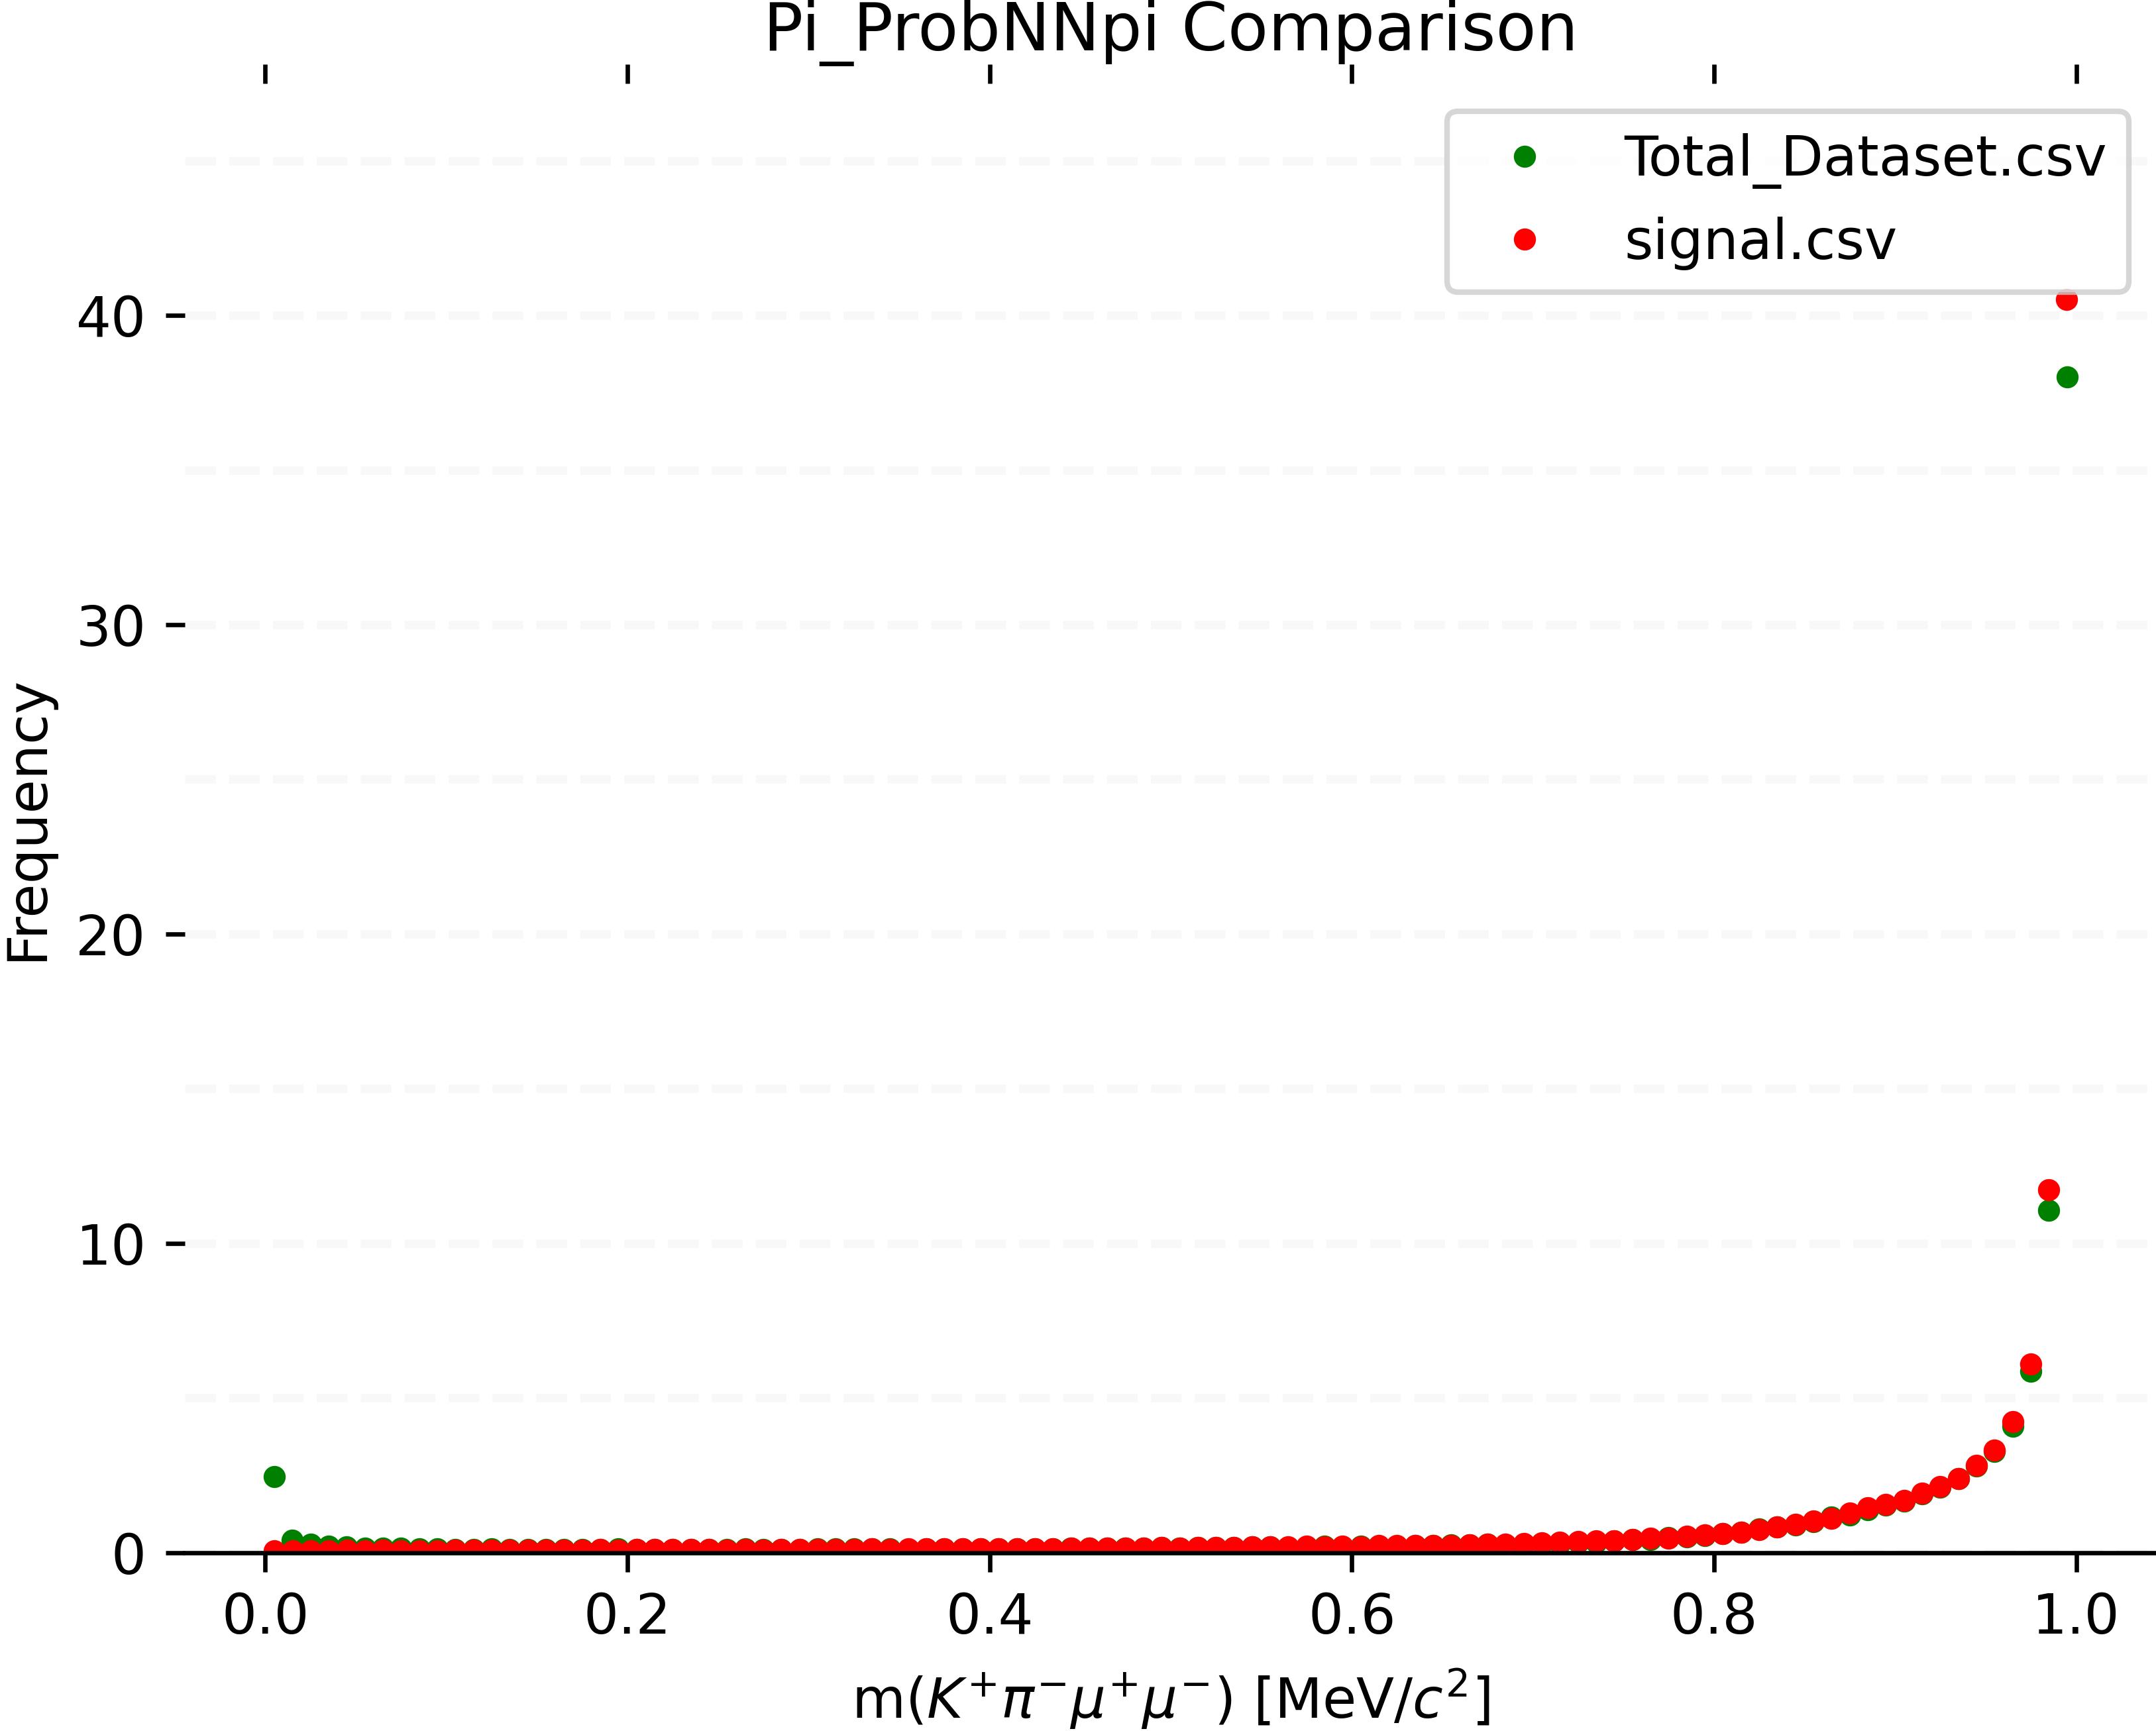 Pi_ProbNNpi Comparison
Total_Dataset.csv
signal.csv
Frequency
40
30
20
10
0
0.0 0.2 0.4 0.6 0.8 1.0
m(K⁺π⁻μ⁺μ⁻) [MeV/c²]